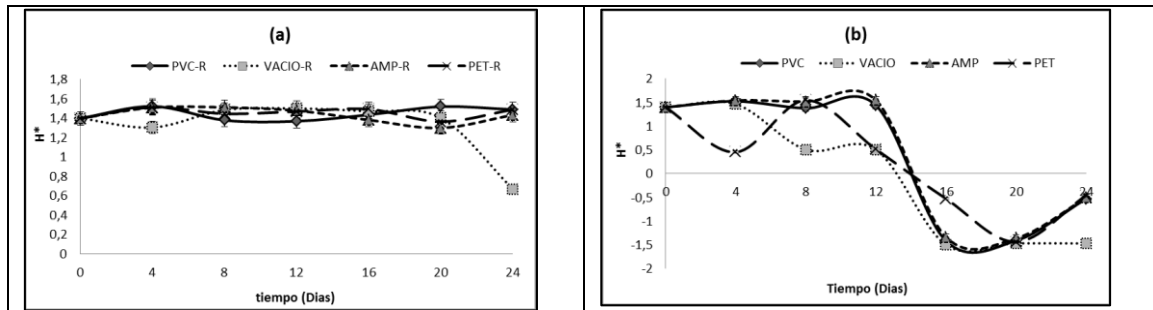 (a)
PVC-R VACIO-R AMP-R PET-R
1,8
1,6
1,4
1,2
1
0,8
0,6
0,4
0,2
0
H*
0 4 8 12 16 20 24
tiempo (Dias)
(b)
PVC VACIO AMP PET
2
1,5
1
0,5
0
-0,5
-1
-1,5
-2
H*
0 4 8 12 16 20 24
Tiempo (Dias)